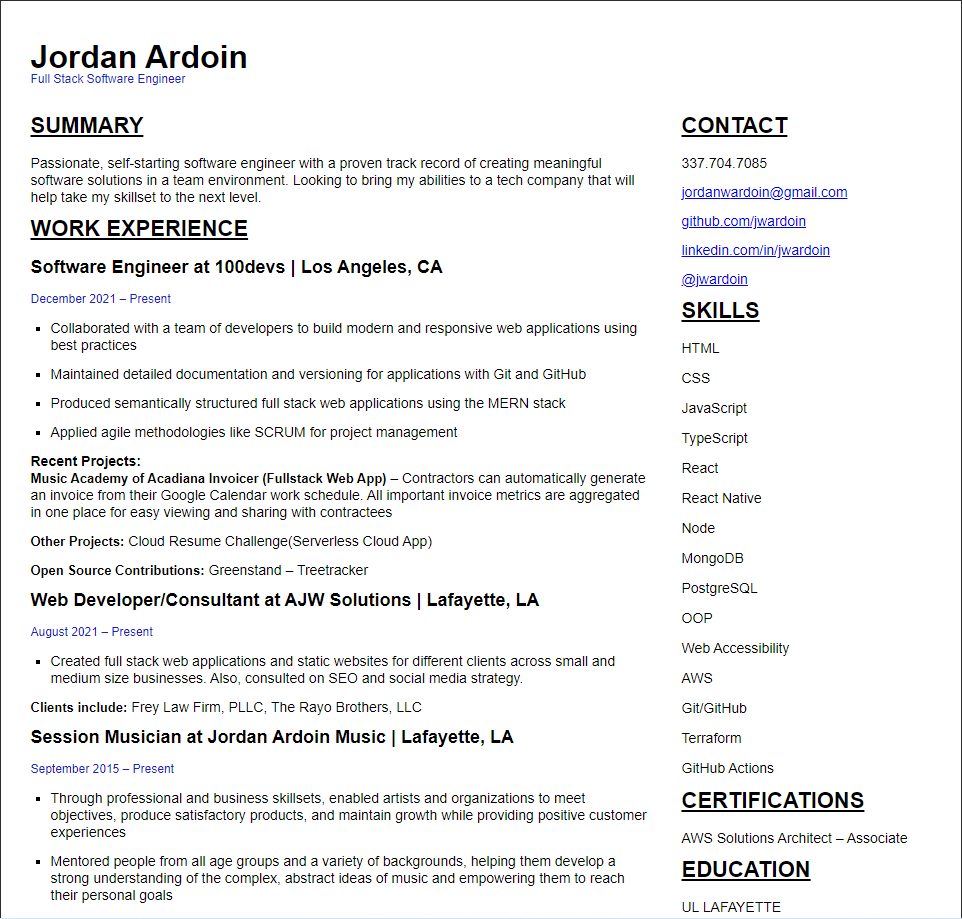 Jordan Ardoin
Full Stack Software Engineer
SUMMARY
Passionate, self-starting software engineer with a proven track record of creating meaningful
software solutions in a team environment. Looking to bring my abilities to a tech company that will
help take my skillset to the next level.
WORK EXPERIENCE
Software Engineer at 100devs | Los Angeles, CA
December 2021 – Present
▪ Collaborated with a team of developers to build modern and responsive web applications using
best practices
▪ Maintained detailed documentation and versioning for applications with Git and GitHub
▪ Produced semantically structured full stack web applications using the MERN stack
▪ Applied agile methodologies like SCRUM for project management
Recent Projects:
Music Academy of Acadiana Invoicer (Fullstack Web App) – Contractors can automatically generate
an invoice from their Google Calendar work schedule. All important invoice metrics are aggregated
in one place for easy viewing and sharing with contractees
Other Projects: Cloud Resume Challenge(Serverless Cloud App)
Open Source Contributions: Greenstand – Treetracker
Web Developer/Consultant at AJW Solutions | Lafayette, LA
August 2021 – Present
▪ Created full stack web applications and static websites for different clients across small and
medium size businesses. Also, consulted on SEO and social media strategy.
Clients include: Frey Law Firm, PLLC, The Rayo Brothers, LLC
Session Musician at Jordan Ardoin Music | Lafayette, LA
September 2015 – Present
▪ Through professional and business skillsets, enabled artists and organizations to meet
objectives, produce satisfactory products, and maintain growth while providing positive customer
experiences
▪ Mentored people from all age groups and a variety of backgrounds, helping them develop a
strong understanding of the complex, abstract ideas of music and empowering them to reach
their personal goals
CONTACT
337.704.7085
jordanwardoin@gmail.com
github.com/jwardoin
linkedin.com/in/jwardoin
@jwardoin
SKILLS
HTML
CSS
JavaScript
TypeScript
React
React Native
Node
MongoDB
PostgreSQL
OOP
Web Accessibility
AWS
Git/GitHub
Terraform
GitHub Actions
CERTIFICATIONS
AWS Solutions Architect – Associate
EDUCATION
UL LAFAYETTE